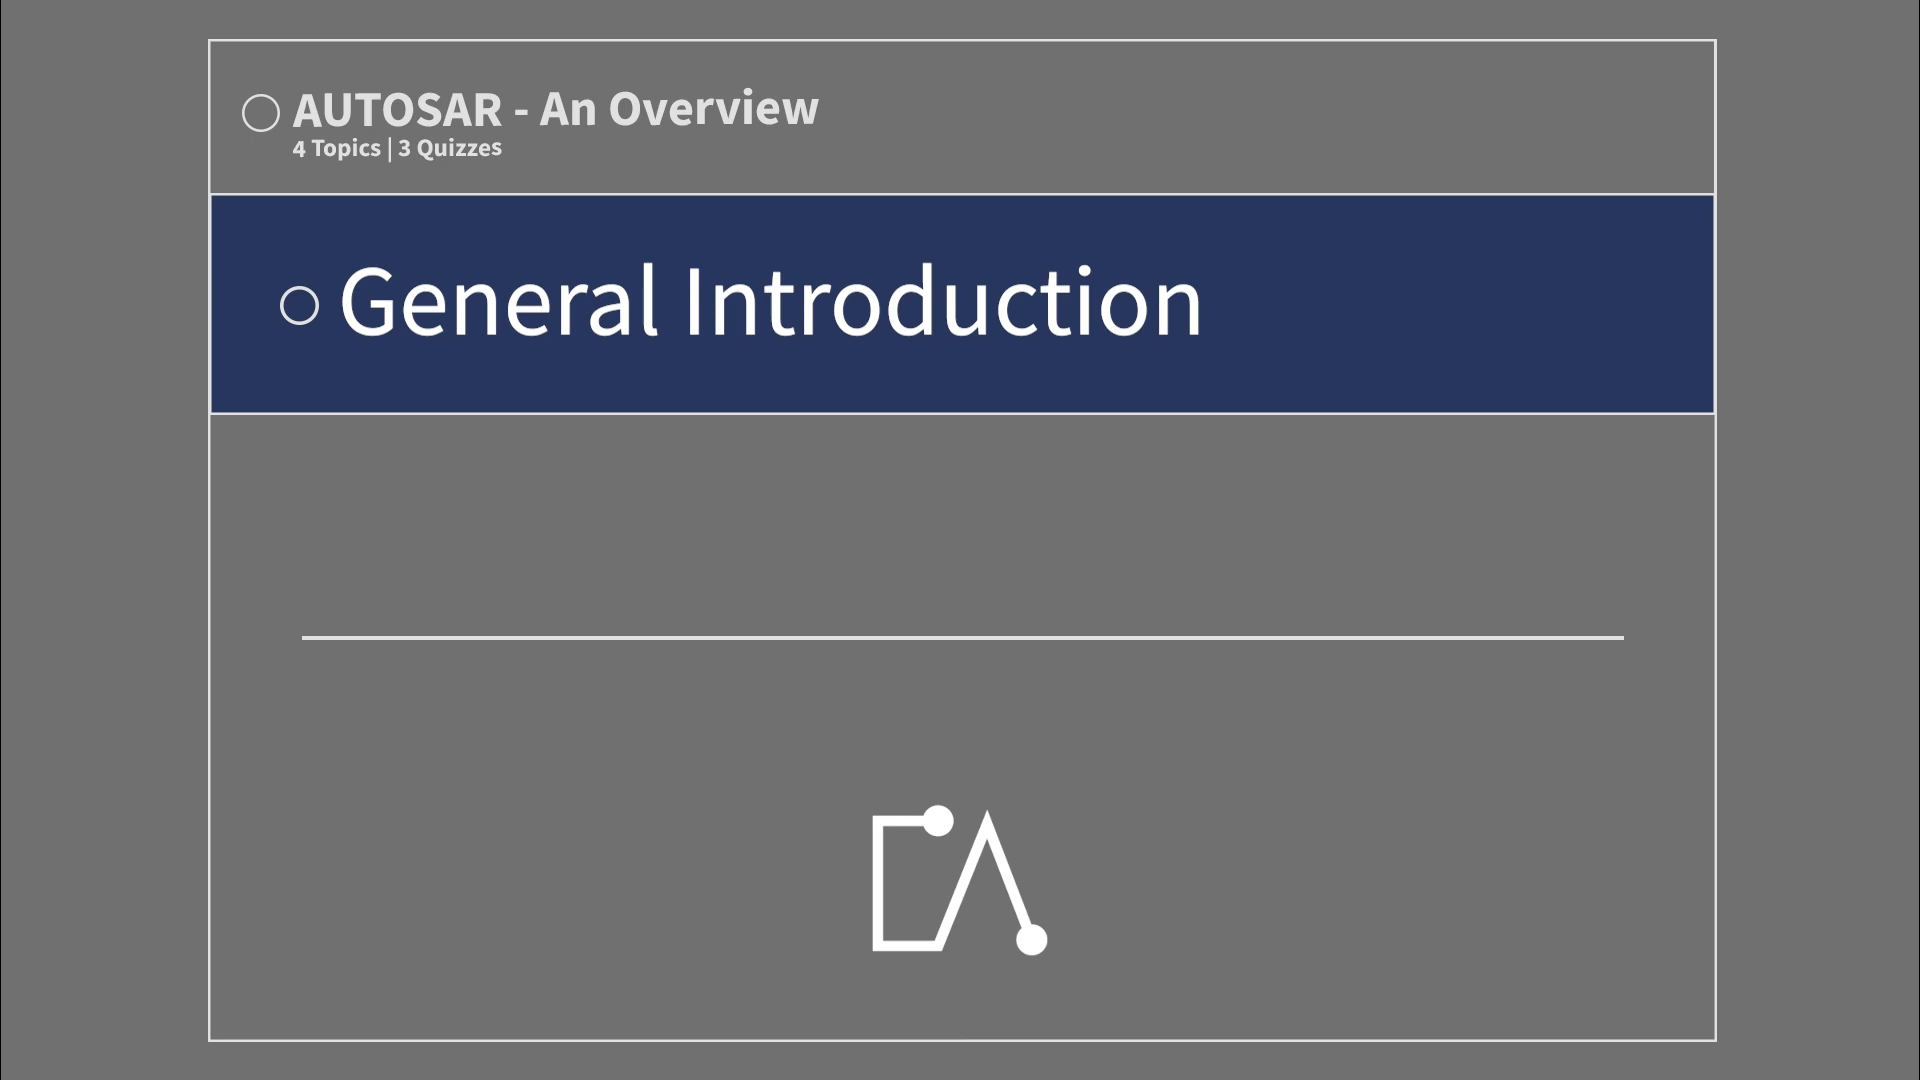 AUTOSAR - An Overview
4 Topics | 3 Quizzes
General Introduction